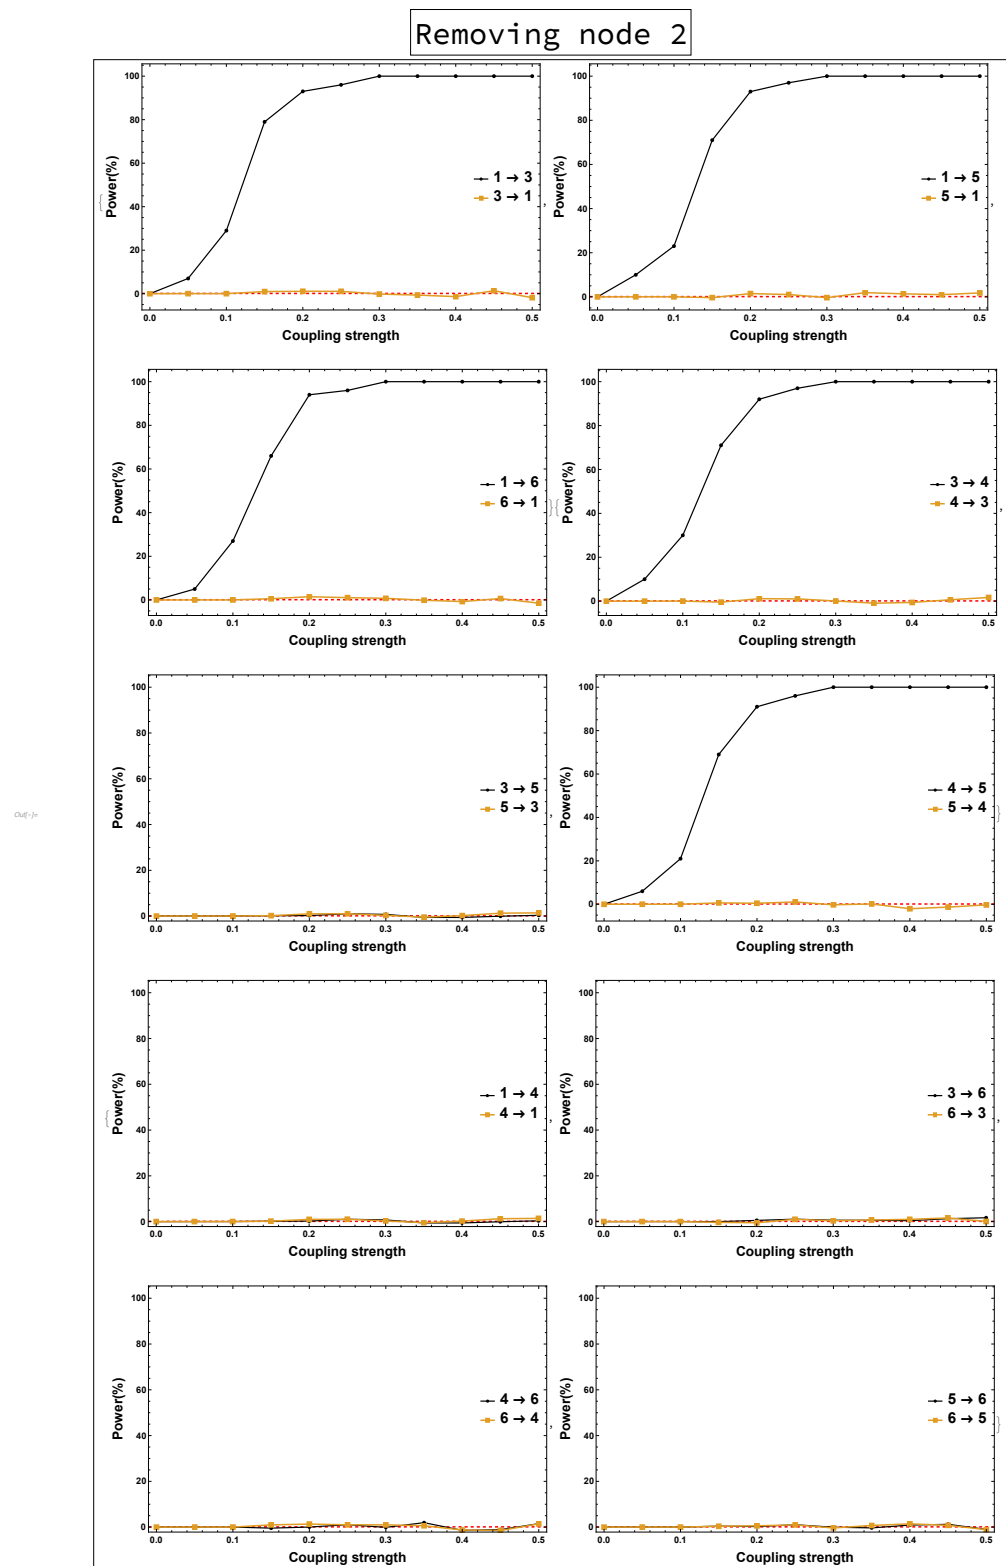 Removing node 2
100
80
60
40
20
0
Power(%)
1 → 3
3 → 1
0.0 0.1 0.2 0.3 0.4 0.5
Coupling strength
,
100
80
60
40
20
0
Power(%)
1 → 5
5 → 1
0.0 0.1 0.2 0.3 0.4 0.5
Coupling strength
,
100
80
60
40
20
0
Power(%)
1 → 6
6 → 1
0.0 0.1 0.2 0.3 0.4 0.5
Coupling strength
}{
100
80
60
40
20
0
Power(%)
3 → 4
4 → 3
0.0 0.1 0.2 0.3 0.4 0.5
Coupling strength
,
Out[•]=
100
80
60
40
20
0
Power(%)
3 → 5
5 → 3
0.0 0.1 0.2 0.3 0.4 0.5
Coupling strength
,
100
80
60
40
20
0
Power(%)
4 → 5
5 → 4
0.0 0.1 0.2 0.3 0.4 0.5
Coupling strength
}
{
100
80
60
40
20
0
Power(%)
1 → 4
4 → 1
0.0 0.1 0.2 0.3 0.4 0.5
Coupling strength
,
100
80
60
40
20
0
Power(%)
3 → 6
6 → 3
0.0 0.1 0.2 0.3 0.4 0.5
Coupling strength
,
100
80
60
40
20
0
Power(%)
4 → 6
6 → 4
0.0 0.1 0.2 0.3 0.4 0.5
Coupling strength
,
100
80
60
40
20
0
Power(%)
5 → 6
6 → 5
0.0 0.1 0.2 0.3 0.4 0.5
Coupling strength
}